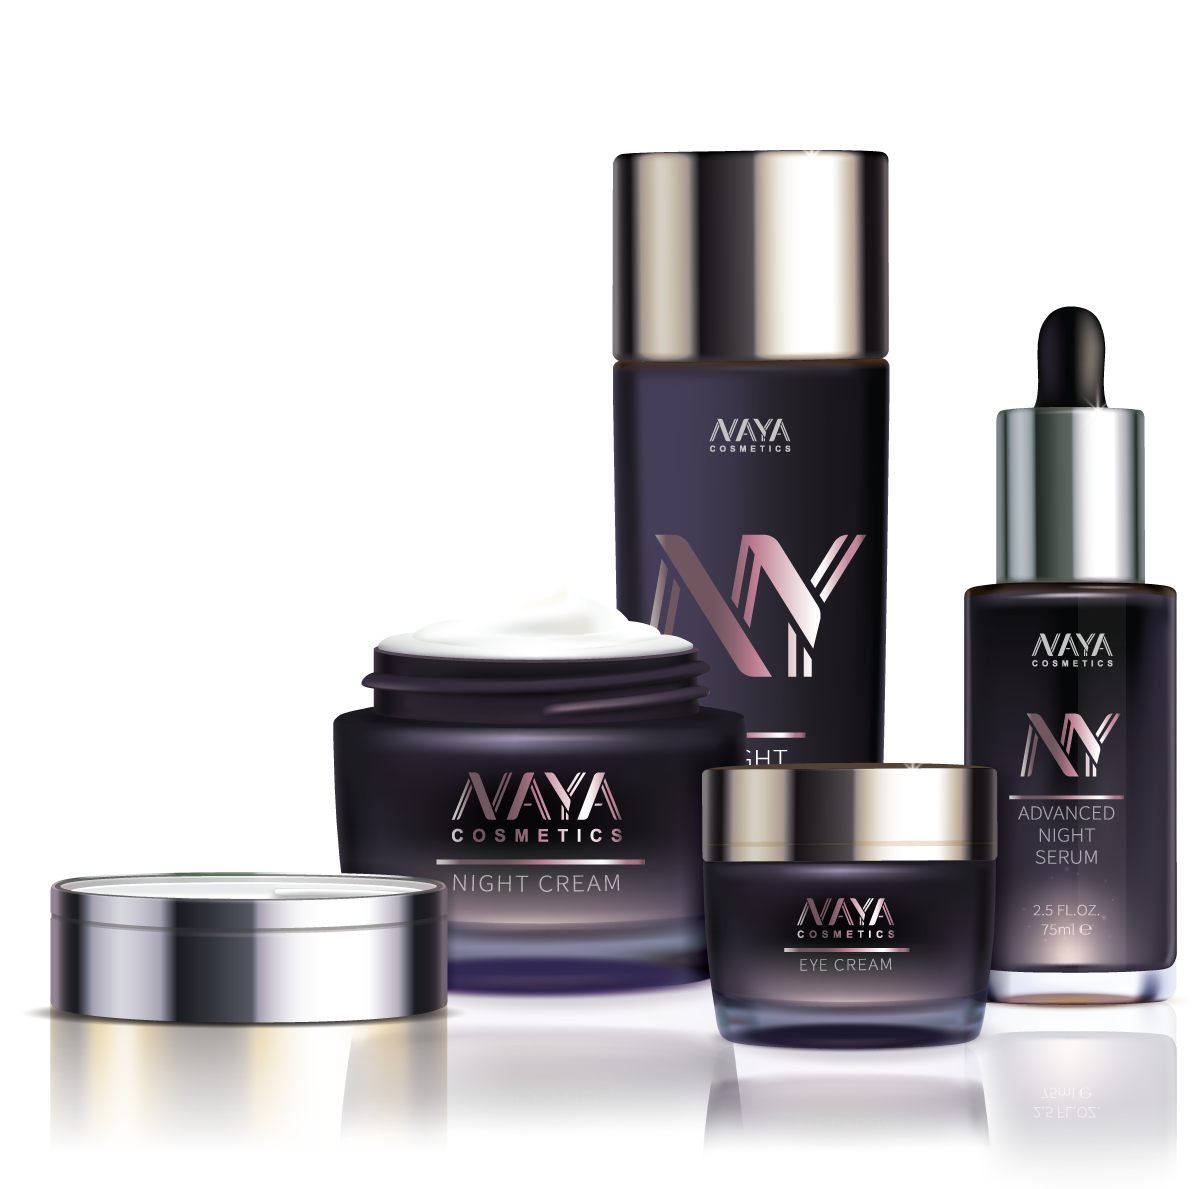 NAYA
COSMETICS
NY
NAYA
COSMETICS
NIGHT CREAM
NAYA
COSMETICS
EYE CREAM
NAYA
COSMETICS
NY
ADVANCED
NIGHT
SERUM
2.5 FL.OZ.
75ml ℮